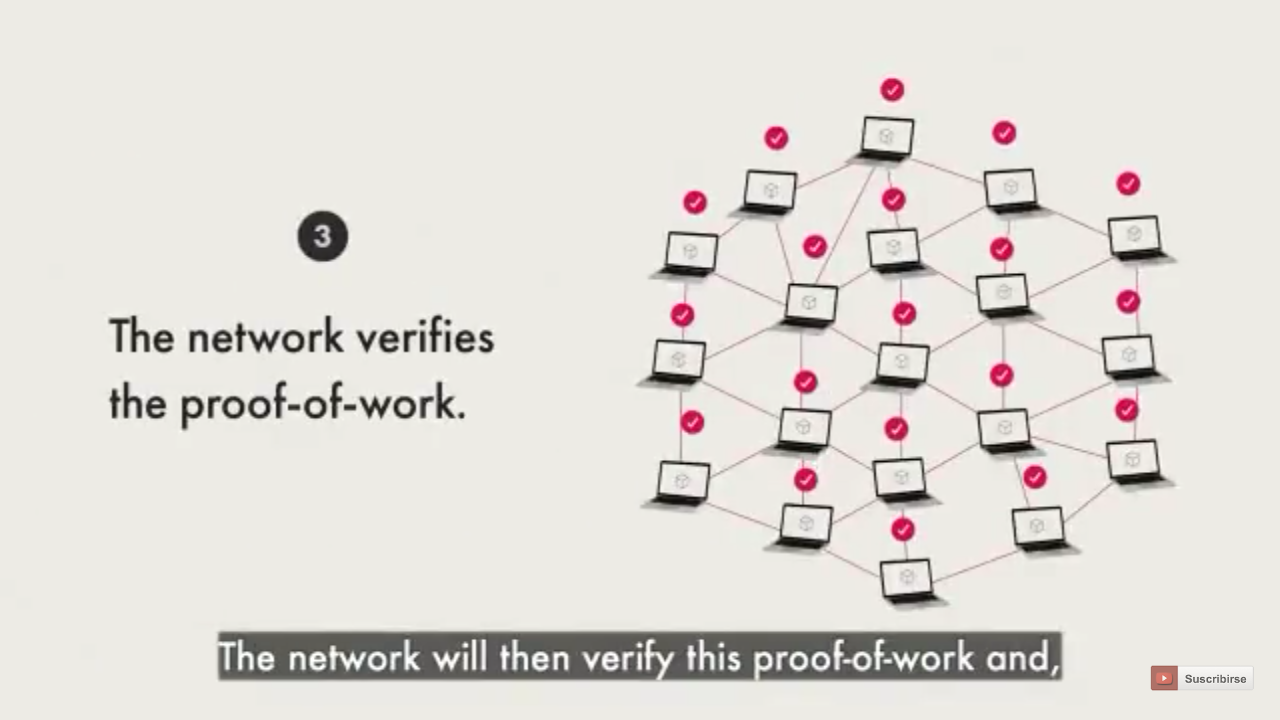 3
The network verifies
the proof-of-work.
The network will then verify this proof-of-work and,
Suscribirse